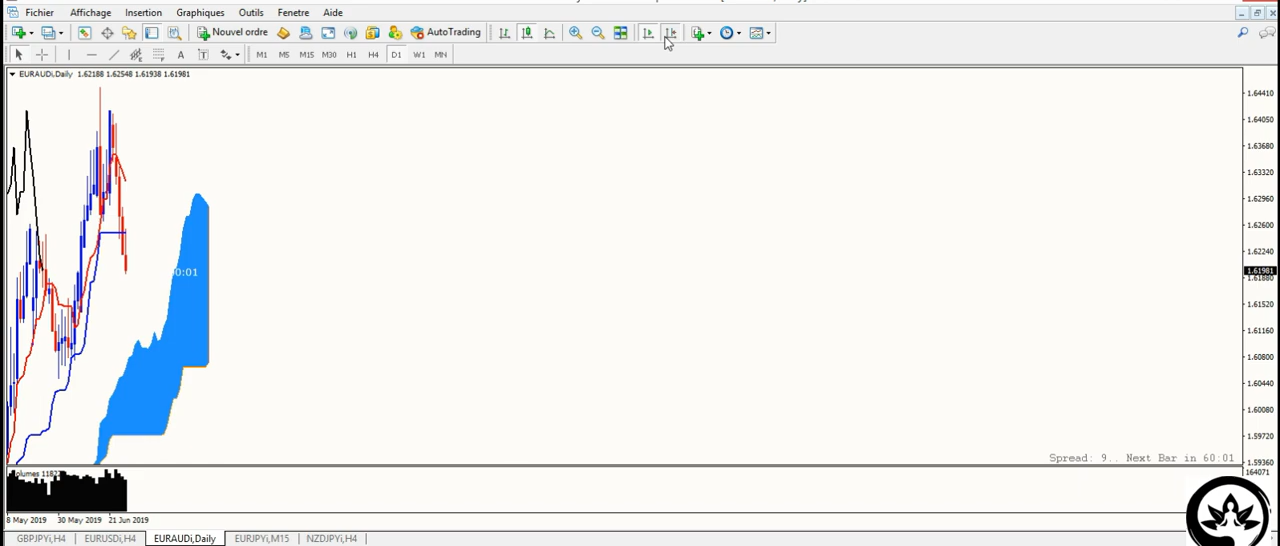 Fichier Affichage Insertion Graphiques Outils Fenetre Aide
Nouvel ordre AutoTrading
A T M1 M5 M15 M30 H1 H4 D1 W1 MN
EURAUDi,Daily 1.62188 1.62548 1.61938 1.61981
1.64410
1.64050
1.63680
1.63320
1.62960
1.62600
1.62240
1.61981
1.61880
1.61520
1.61160
1.60800
1.60440
1.60080
1.59720
1.59360
Spread: 9.. Next Bar in 60:01
164071
8 May 2019 30 May 2019 21 Jun 2019
GBPJPYi,H4 EURUSDi,H4 EURAUDi,Daily EURJPYi,M15 NZDJPYi,H4